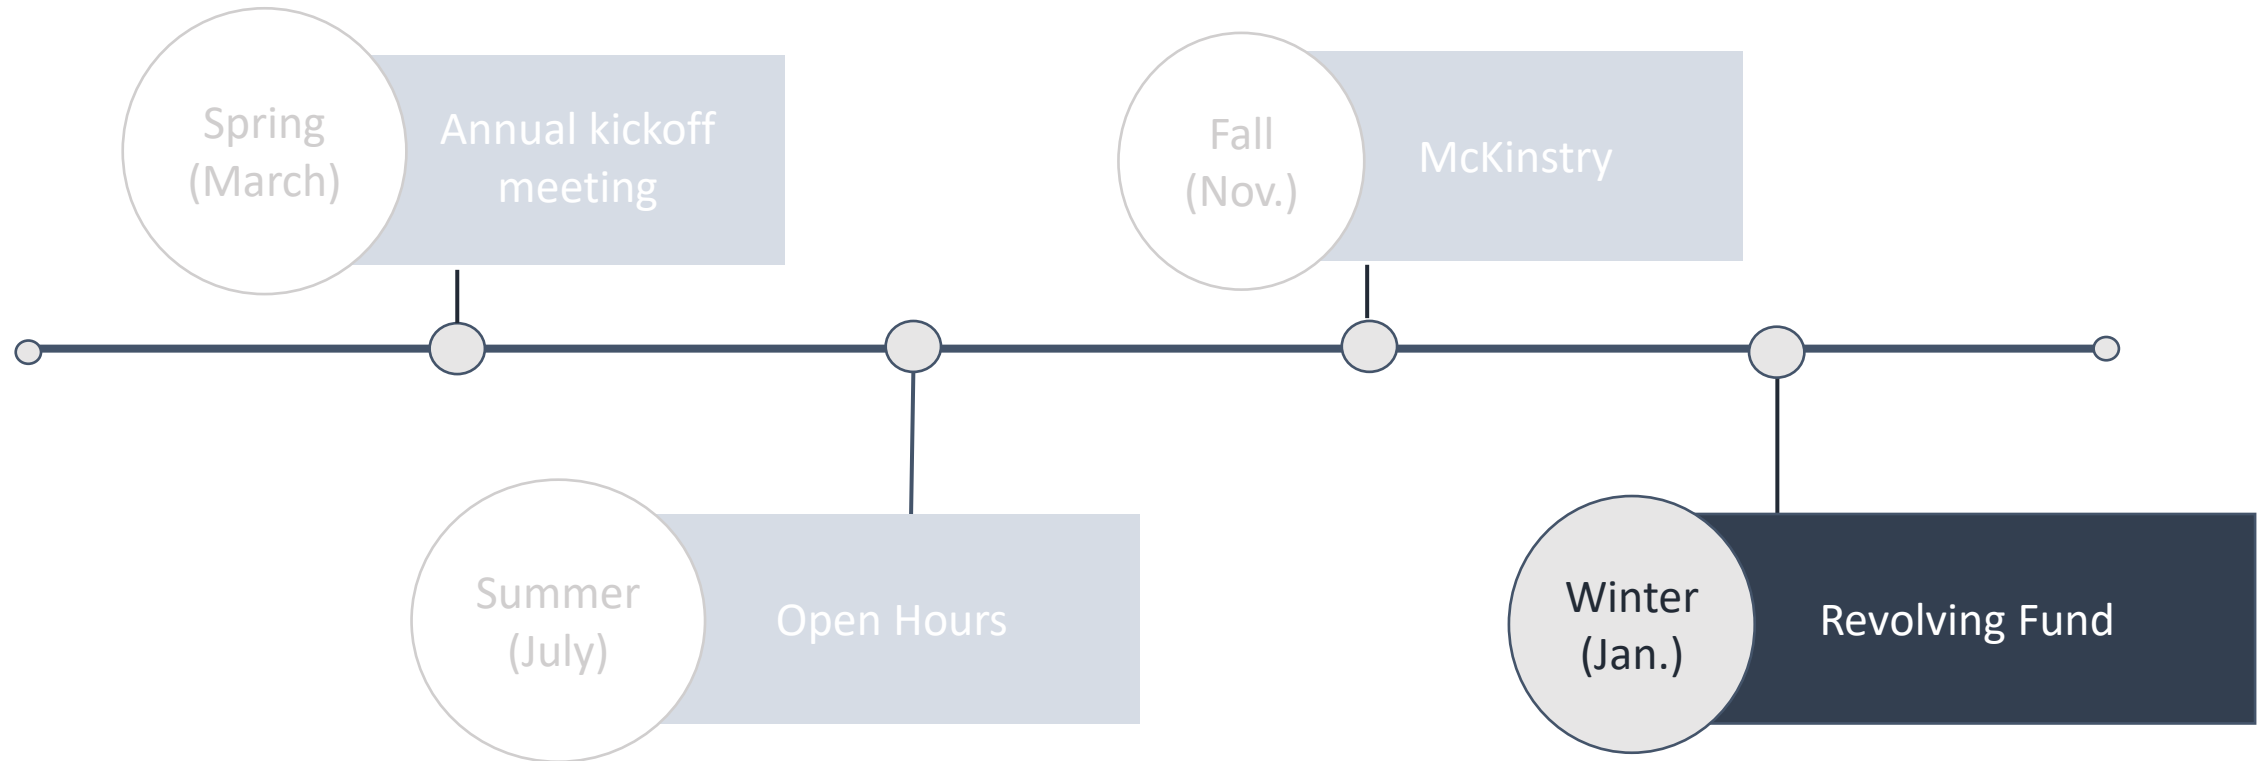 Spring
(March)
Annual kickoff
meeting
Fall
(Nov.)
McKinstry
Summer
(July)
Open Hours
Winter
(Jan.)
Revolving Fund